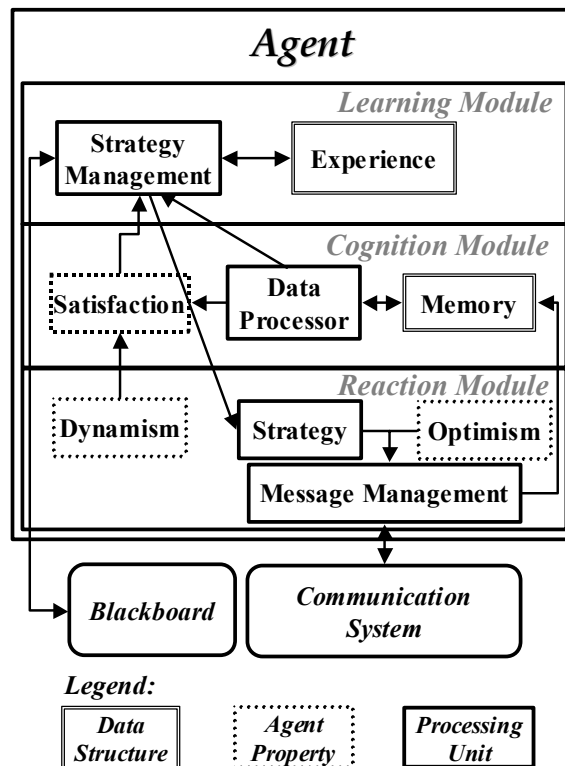 Agent
Learning Module
Strategy
Management
Experience
Cognition Module
Satisfaction
Data
Processor
Memory
Reaction Module
Dynamism
Strategy
Optimism
Message Management
Blackboard
Communication
System
Legend:
Data
Structure
Agent
Property
Processing
Unit